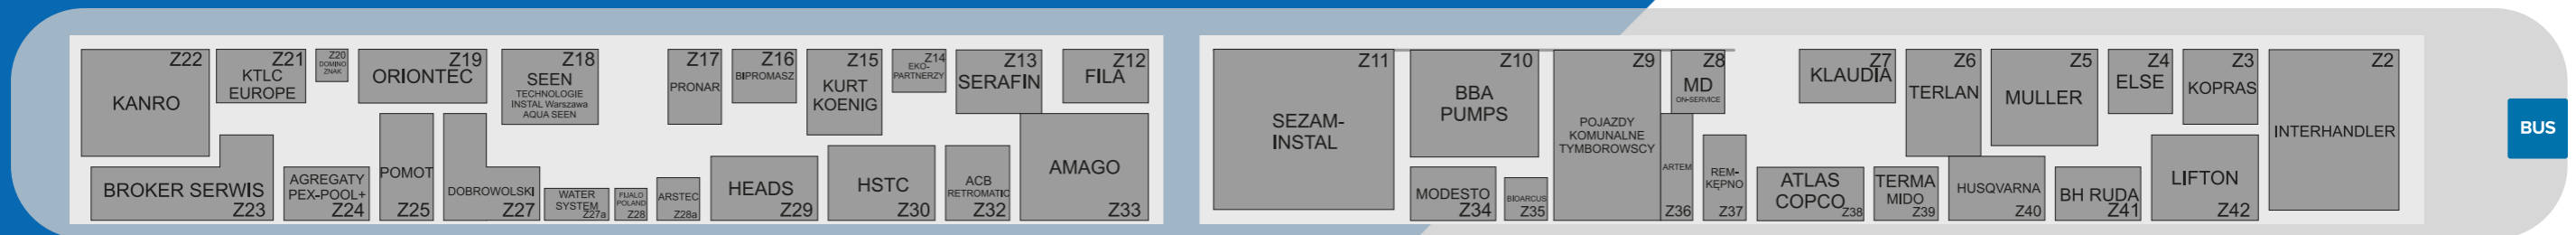 Z22
KANRO
Z21
KTLC
EUROPE
Z20
DOMINO
ZNAK
Z19
ORIONTEC
Z18
SEEN
TECHNOLOGIE
INSTAL Warszawa
AQUA SEEN
Z17
PRONAR
Z16
BIPROMASZ
Z15
KURT
KOENIG
Z14
EKO-
PARTNERZY
Z13
SERAFIN
Z12
FILA
Z11
SEZAM-
INSTAL
Z10
BBA
PUMPS
Z9
POJAZDY
KOMUNALNE
TYMBOROWSCY
Z8
MD
ON-SERVICE
Z7
KLAUDIA
Z6
TERLAN
Z5
MULLER
Z4
ELSE
Z3
KOPRAS
Z2
INTERHANDLER
BUS
BROKER SERWIS
Z23
AGREGATY
PEX-POOL+
Z24
POMOT
Z25
DOBROWOLSKI
Z27
WATER
SYSTEM
Z27a
FIJALO
POLAND
Z28
ARSTEC
Z28a
HEADS
Z29
HSTC
Z30
ACB
RETROMATIC
Z32
AMAGO
Z33
MODESTO
Z34
BIOARCUS
Z35
ARTEM
Z36
REM-
KĘPNO
Z37
ATLAS
COPCO
Z38
TERMA
MIDO
Z39
HUSQVARNA
Z40
BH RUDA
Z41
LIFTON
Z42